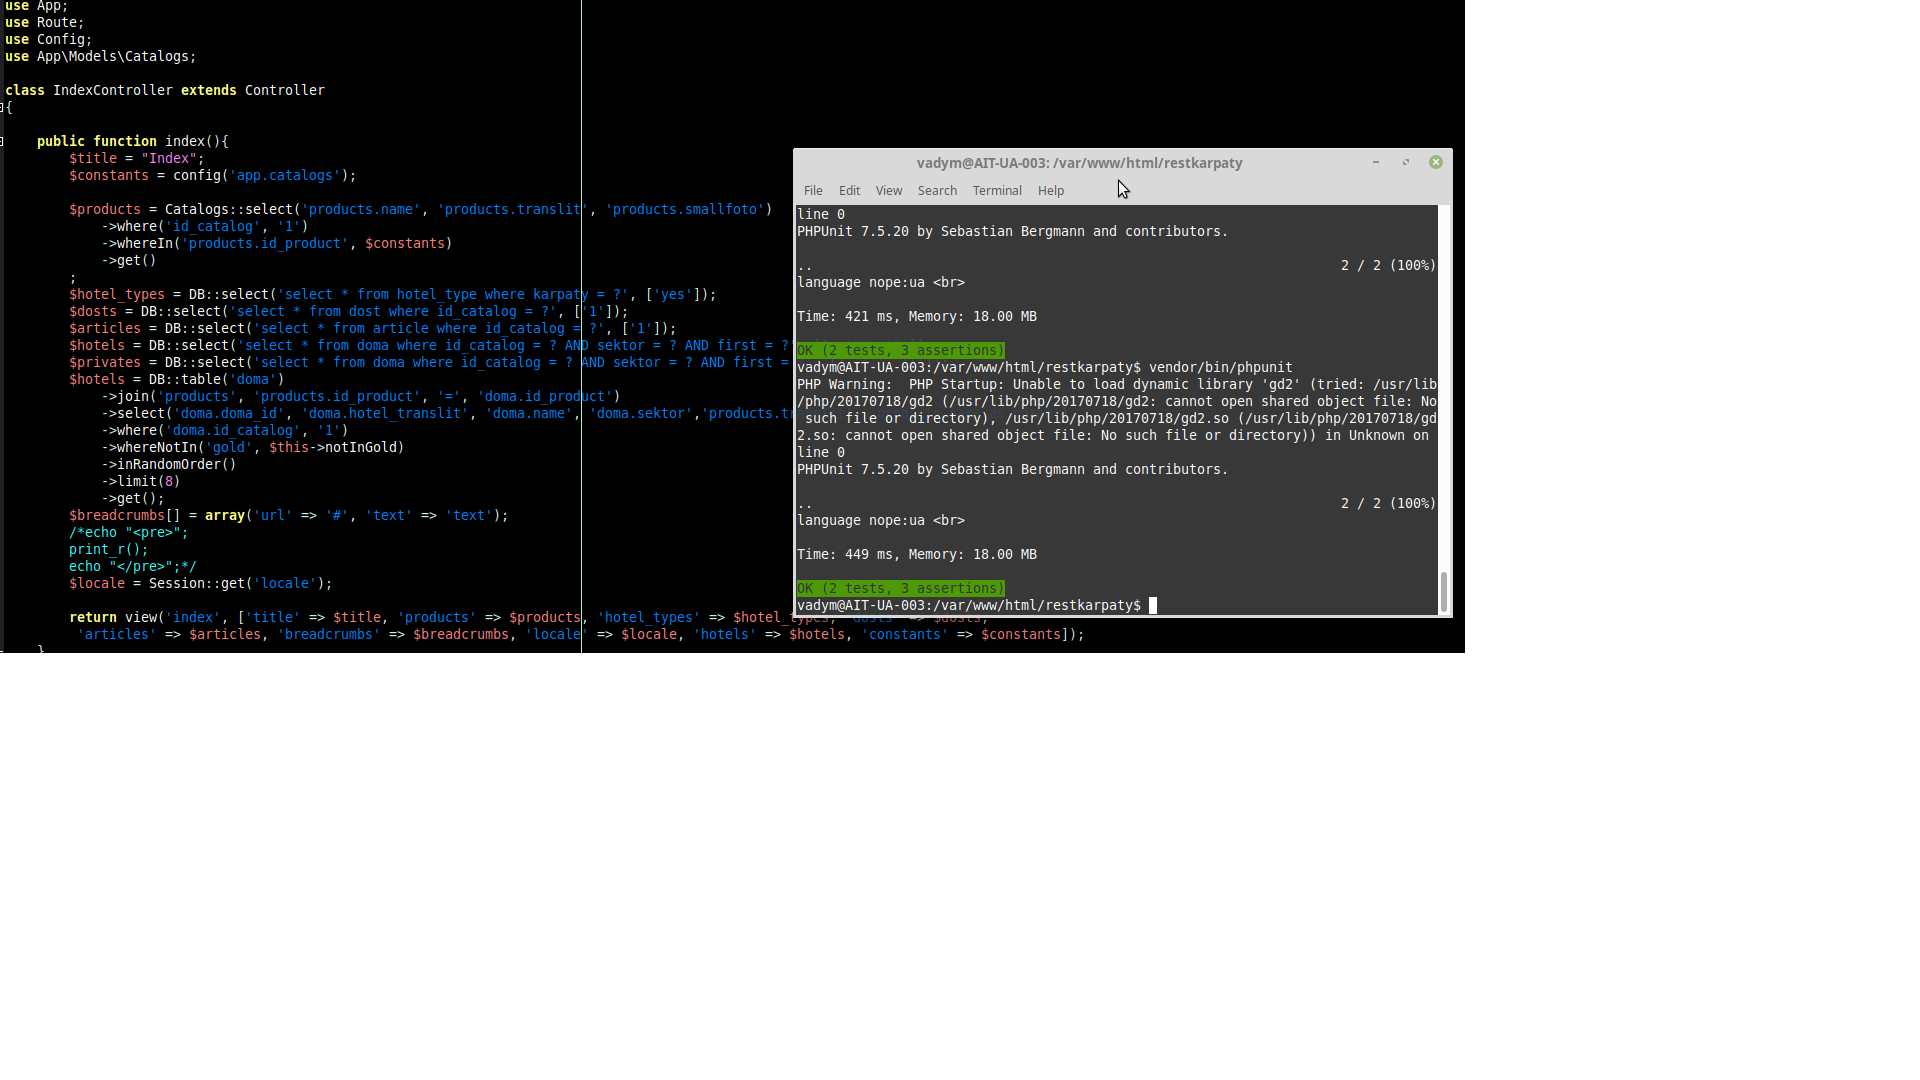 use App;
use Route;
use Config;
use App\Models\Catalogs;
class IndexController extends Controller
{
public function index(){
$title = "Index";
$constants = config('app.catalogs');
$products = Catalogs::select('products.name', 'products.translit', 'products.smallfoto')
->where('id_catalog', '1')
->whereIn('products.id_product', $constants)
->get()
;
$hotel_types = DB::select('select * from hotel_type where karpaty = ?', ['yes']);
$dosts = DB::select('select * from dost where id_catalog = ?', ['1']);
$articles = DB::select('select * from article where id_catalog = ?', ['1']);
$hotels = DB::select('select * from doma where id_catalog = ? AND sektor = ? AND first = ?'
$privates = DB::select('select * from doma where id_catalog = ? AND sektor = ? AND first =
$hotels = DB::table('doma')
->join('products', 'products.id_product', '=', 'doma.id_product')
->select('doma.doma_id', 'doma.hotel_translit', 'doma.name', 'doma.sektor','products.tr
->where('doma.id_catalog', '1')
->whereNotIn('gold', $this->notInGold)
->inRandomOrder()
->limit(8)
->get();
$breadcrumbs[] = array('url' => '#', 'text' => 'text');
/*echo "<pre>";
print_r();
echo "</pre>";*/
$locale = Session::get('locale');
return view('index', ['title' => $title, 'products' => $products, 'hotel_types' => $hotel_types, 'dosts' => $dosts,
'articles' => $articles, 'breadcrumbs' => $breadcrumbs, 'locale' => $locale, 'hotels' => $hotels, 'constants' => $constants]);
}
vadym@AIT-UA-003: /var/www/html/restkarpaty
File Edit View Search Terminal Help
line 0
PHPUnit 7.5.20 by Sebastian Bergmann and contributors.
.. 2 / 2 (100%)
language nope:ua <br>
Time: 421 ms, Memory: 18.00 MB
OK (2 tests, 3 assertions)
vadym@AIT-UA-003:/var/www/html/restkarpaty$ vendor/bin/phpunit
PHP Warning:  PHP Startup: Unable to load dynamic library 'gd2' (tried: /usr/lib
/php/20170718/gd2 (/usr/lib/php/20170718/gd2: cannot open shared object file: No
such file or directory), /usr/lib/php/20170718/gd2.so (/usr/lib/php/20170718/gd
2.so: cannot open shared object file: No such file or directory)) in Unknown on
line 0
PHPUnit 7.5.20 by Sebastian Bergmann and contributors.
.. 2 / 2 (100%)
language nope:ua <br>
Time: 449 ms, Memory: 18.00 MB
OK (2 tests, 3 assertions)
vadym@AIT-UA-003:/var/www/html/restkarpaty$